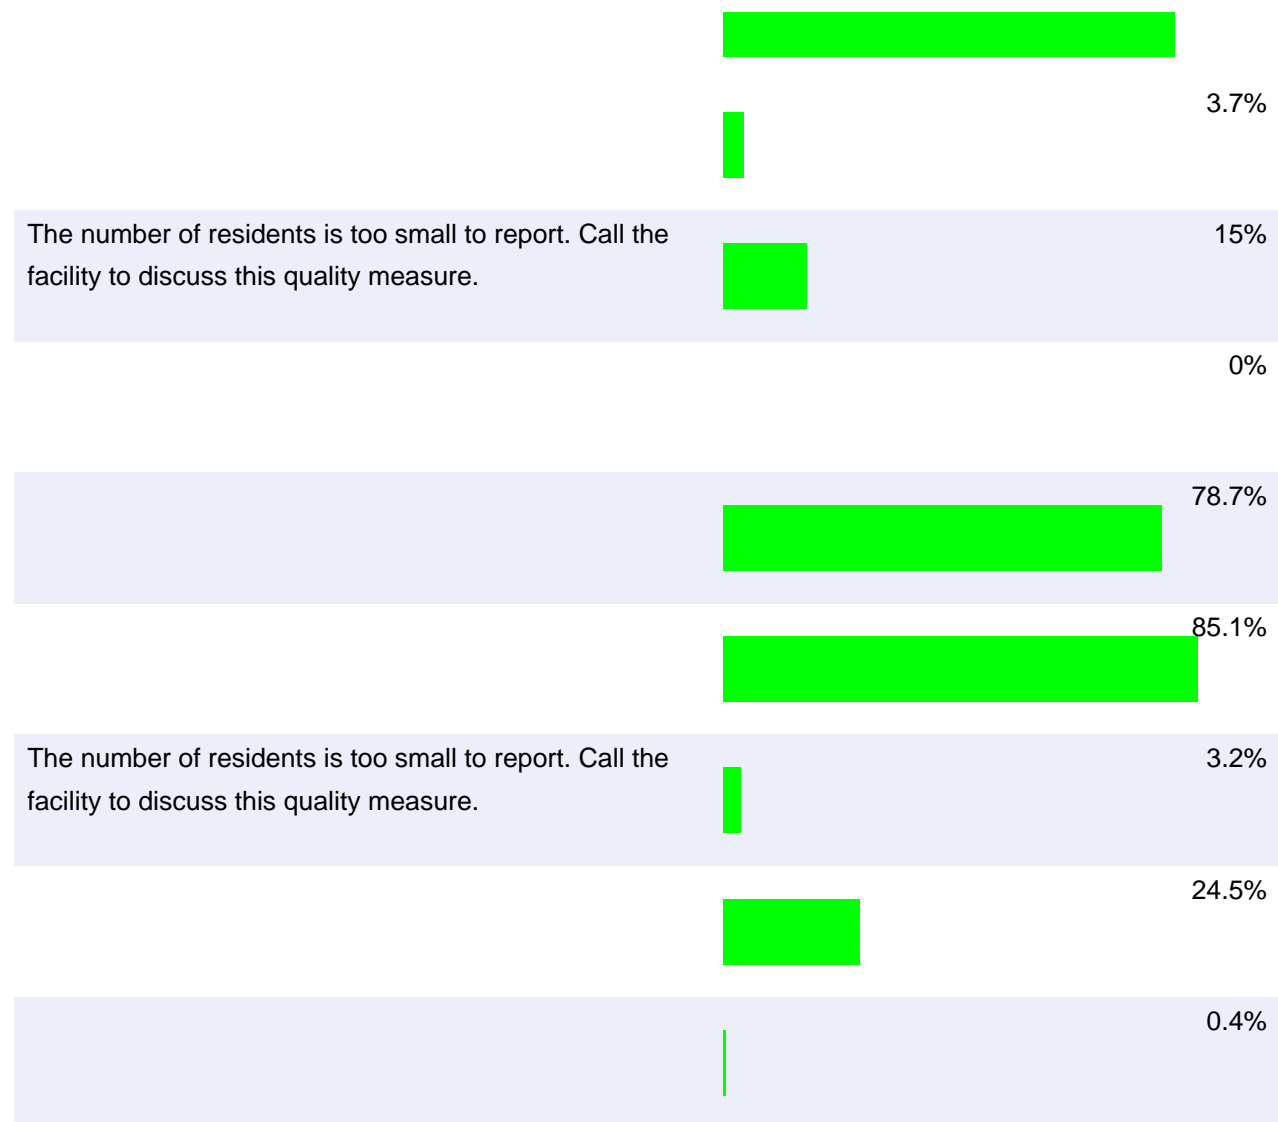 3.7%
The number of residents is too small to report. Call the
facility to discuss this quality measure.
15%
0%
78.7%
85.1%
The number of residents is too small to report. Call the
facility to discuss this quality measure.
3.2%
24.5%
0.4%